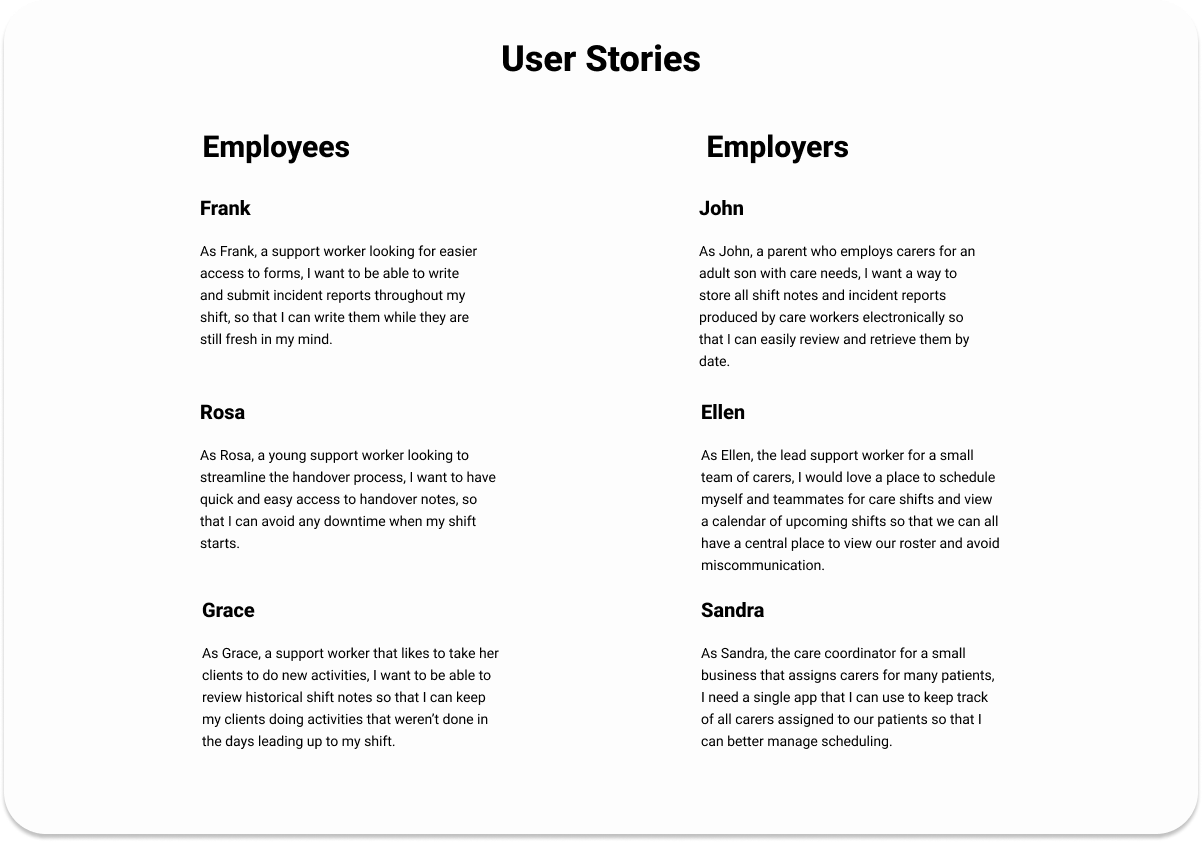 User Stories
Employees
Frank
As Frank, a support worker looking for easier
access to forms, I want to be able to write
and submit incident reports throughout my
shift, so that I can write them while they are
still fresh in my mind.
Rosa
As Rosa, a young support worker looking to
streamline the handover process, I want to have
quick and easy access to handover notes, so
that I can avoid any downtime when my shift
starts.
Grace
As Grace, a support worker that likes to take her
clients to do new activities, I want to be able to
review historical shift notes so that I can keep
my clients doing activities that weren’t done in
the days leading up to my shift.
Employers
John
As John, a parent who employs carers for an
adult son with care needs, I want a way to
store all shift notes and incident reports
produced by care workers electronically so
that I can easily review and retrieve them by
date.
Ellen
As Ellen, the lead support worker for a small
team of carers, I would love a place to schedule
myself and teammates for care shifts and view
a calendar of upcoming shifts so that we can all
have a central place to view our roster and avoid
miscommunication.
Sandra
As Sandra, the care coordinator for a small
business that assigns carers for many patients,
I need a single app that I can use to keep track
of all carers assigned to our patients so that I
can better manage scheduling.